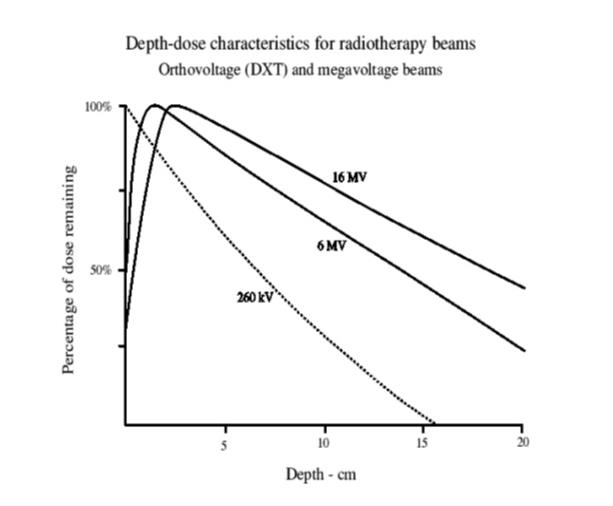 Depth-dose characteristics for radiotherapy beams
Orthovoltage (DXT) and megavoltage beams
100%
Percentage of dose remaining
16 MV
6 MV
50%
260 kV
5
10
15
20
Depth - cm